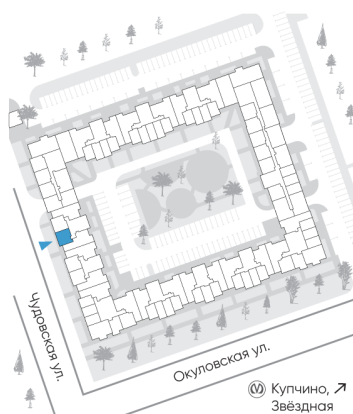 Чудовская ул.
Окуловская ул.
М Купчино, ↗
Звёздная